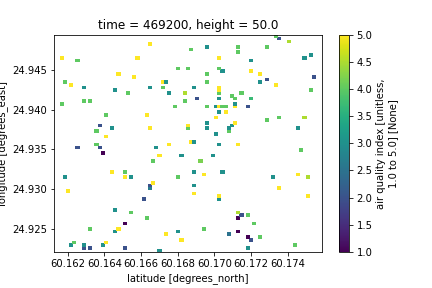 time = 469200, height = 50.0
24.945
24.940
24.935
24.930
24.925
60.162 60.164 60.166 60.168 60.170 60.172 60.174
latitude [degrees_north]
longitude [degrees_east]
5.0
4.5
4.0
3.5
3.0
2.5
2.0
1.5
1.0
air quality index [unitless,
1.0 to 5.0] [None]